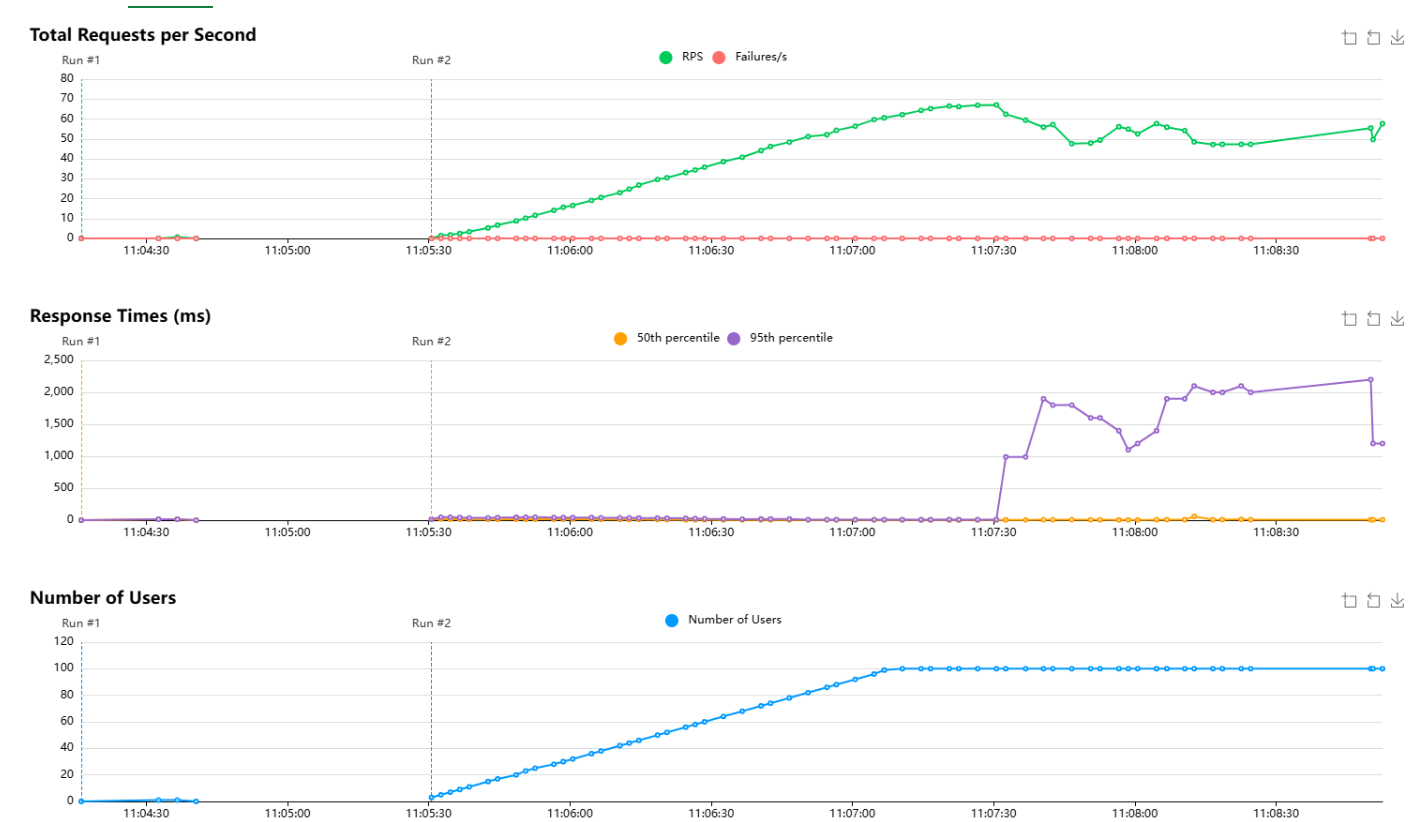 Total Requests per Second
RPS Failures/s
Run #1 Run #2
80
70
60
50
40
30
20
10
0
11:04:30 11:05:00 11:05:30 11:06:00 11:06:30 11:07:00 11:07:30 11:08:00 11:08:30
Response Times (ms)
50th percentile 95th percentile
Run #1 Run #2
2,500
2,000
1,500
1,000
500
0
11:04:30 11:05:00 11:05:30 11:06:00 11:06:30 11:07:00 11:07:30 11:08:00 11:08:30
Number of Users
Number of Users
Run #1 Run #2
120
100
80
60
40
20
0
11:04:30 11:05:00 11:05:30 11:06:00 11:06:30 11:07:00 11:07:30 11:08:00 11:08:30